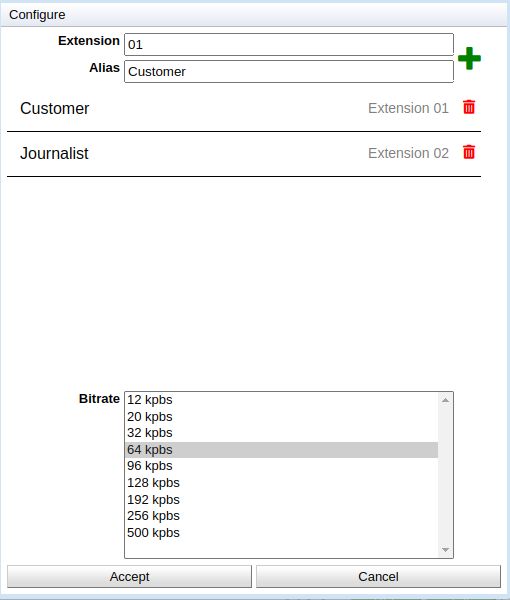 Configure
Extension 01
Alias Customer
Customer Extension 01
Journalist Extension 02
Bitrate 12 kpbs
20 kpbs
32 kpbs
64 kpbs
96 kpbs
128 kpbs
192 kpbs
256 kpbs
500 kpbs
Accept Cancel